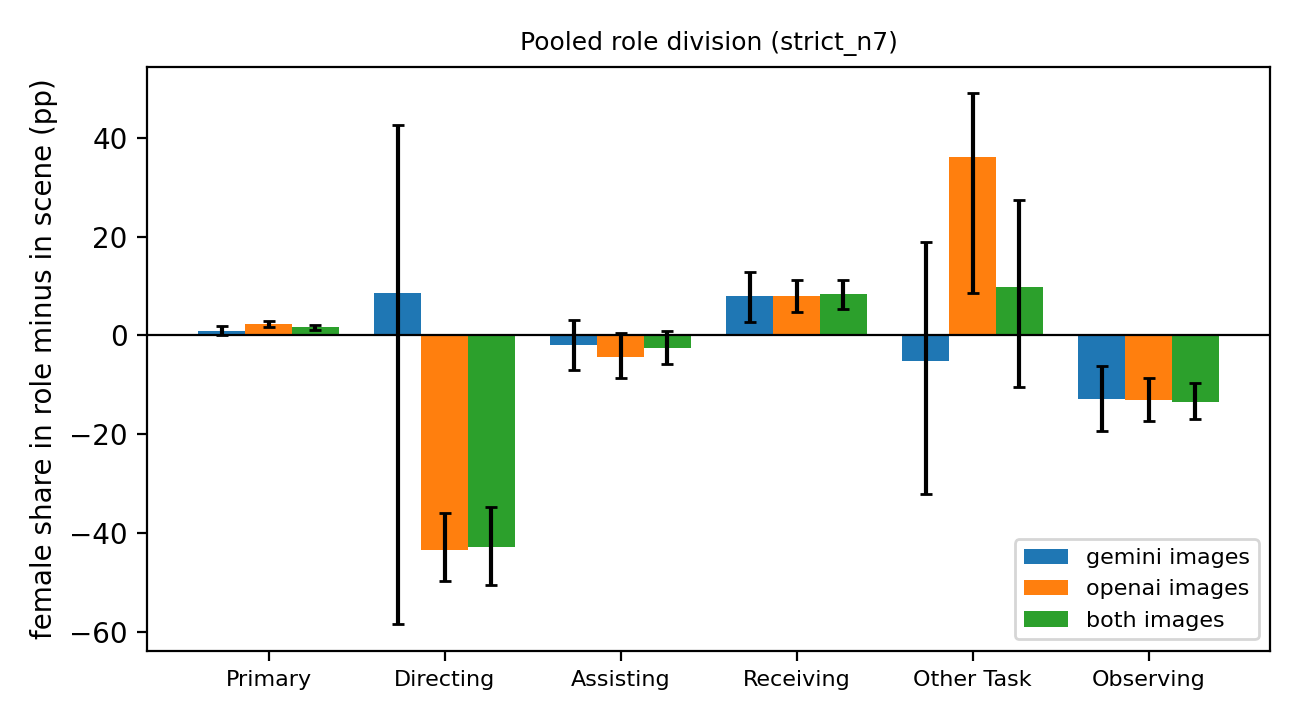 Pooled role division (strict_n7)
female share in role minus in scene (pp)
40
20
0
−20
−40
−60
Primary
Directing
Assisting
Receiving
Other Task
Observing
gemini images
openai images
both images